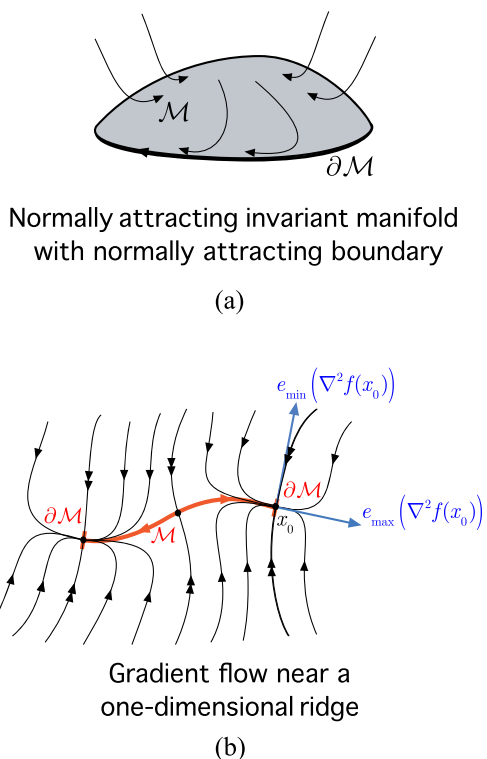 ℳ
∂ℳ
Normally attracting invariant manifold
with normally attracting boundary
(a)
e_min (∇²f(x₀))
∂ℳ
∂ℳ
e_max (∇²f(x₀))
x₀
ℳ
Gradient flow near a
one-dimensional ridge
(b)